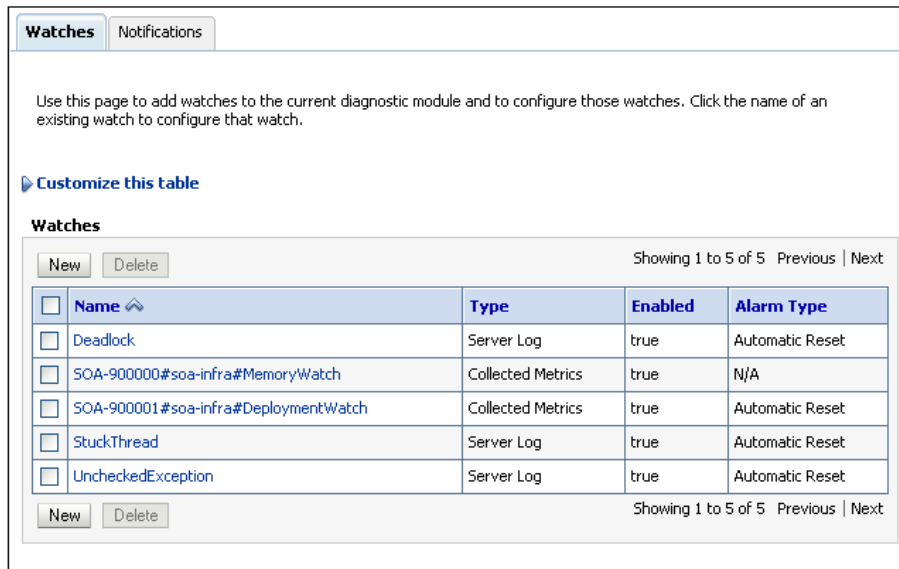 Watches Notifications
Use this page to add watches to the current diagnostic module and to configure those watches. Click the name of an
existing watch to configure that watch.
Customize this table
Watches
New Delete Showing 1 to 5 of 5 Previous | Next
Name Type Enabled Alarm Type
Deadlock Server Log true Automatic Reset
SOA-900000#soa-infra#MemoryWatch Collected Metrics true N/A
SOA-900001#soa-infra#DeploymentWatch Collected Metrics true Automatic Reset
StuckThread Server Log true Automatic Reset
UncheckedException Server Log true Automatic Reset
New Delete Showing 1 to 5 of 5 Previous | Next